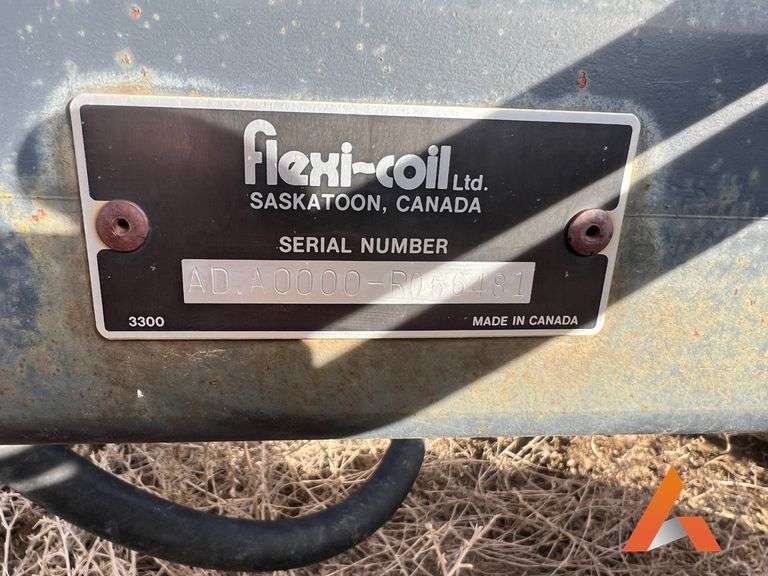 flexi-coil Ltd.
SASKATOON, CANADA
SERIAL NUMBER
AD.A0000-R066481
3300
MADE IN CANADA